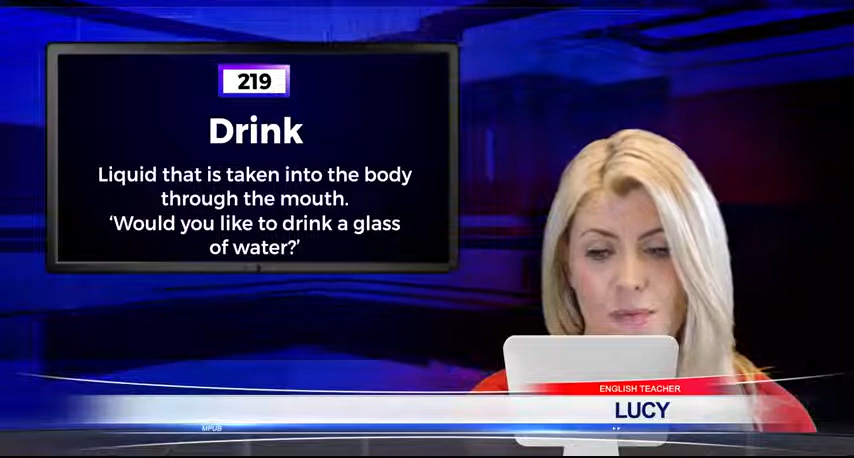 219
Drink
Liquid that is taken into the body
through the mouth.
‘Would you like to drink a glass
of water?’
ENGLISH TEACHER
LUCY
MPUB